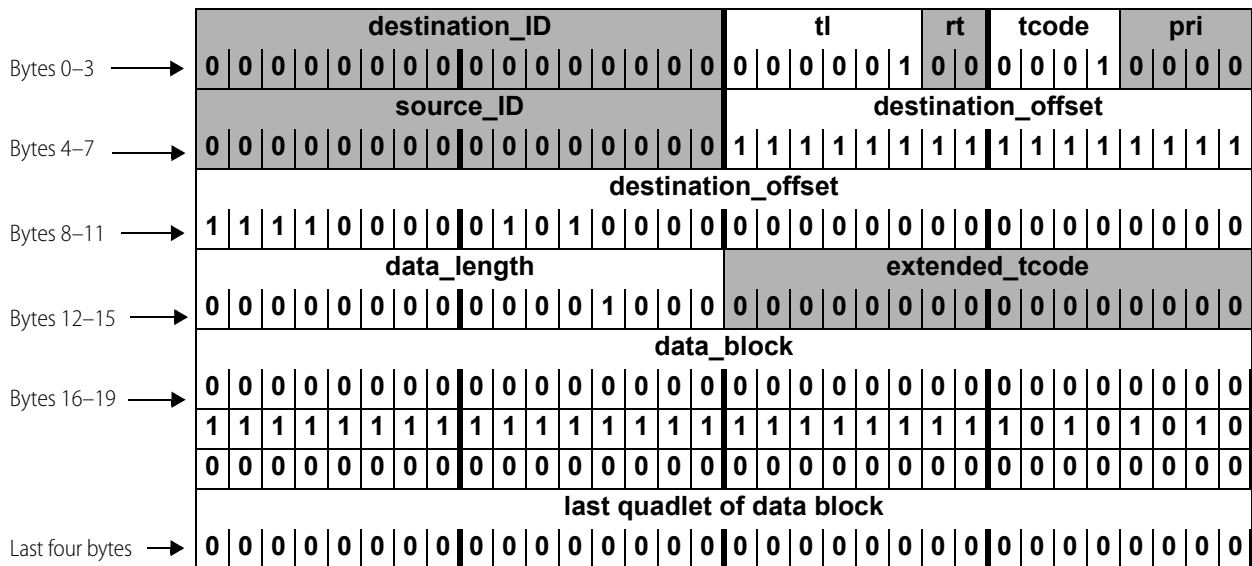 destination_ID tl rt tcode pri
Bytes 0–3 0 0 0 0 0 0 0 0 0 0 0 0 0 0 0 0 0 0 0 0 0 1 0 0 0 0 0 1 0 0 0 0
source_ID destination_offset
Bytes 4–7 0 0 0 0 0 0 0 0 0 0 0 0 0 0 0 0 1 1 1 1 1 1 1 1 1 1 1 1 1 1 1 1
destination_offset
Bytes 8–11 1 1 1 1 0 0 0 0 0 1 0 1 0 0 0 0 0 0 0 0 0 0 0 0 0 0 0 0 0 0 0 0
data_length extended_tcode
Bytes 12–15 0 0 0 0 0 0 0 0 0 0 0 0 1 0 0 0 0 0 0 0 0 0 0 0 0 0 0 0 0 0 0 0
data_block
Bytes 16–19 0 0 0 0 0 0 0 0 0 0 0 0 0 0 0 0 0 0 0 0 0 0 0 0 0 0 0 0 0 0 0 0
1 1 1 1 1 1 1 1 1 1 1 1 1 1 1 1 1 1 1 1 1 1 1 1 1 0 1 0 1 0 1 0
0 0 0 0 0 0 0 0 0 0 0 0 0 0 0 0 0 0 0 0 0 0 0 0 0 0 0 0 0 0 0 0
last quadlet of data block
Last four bytes 0 0 0 0 0 0 0 0 0 0 0 0 0 0 0 0 0 0 0 0 0 0 0 0 0 0 0 0 0 0 0 0